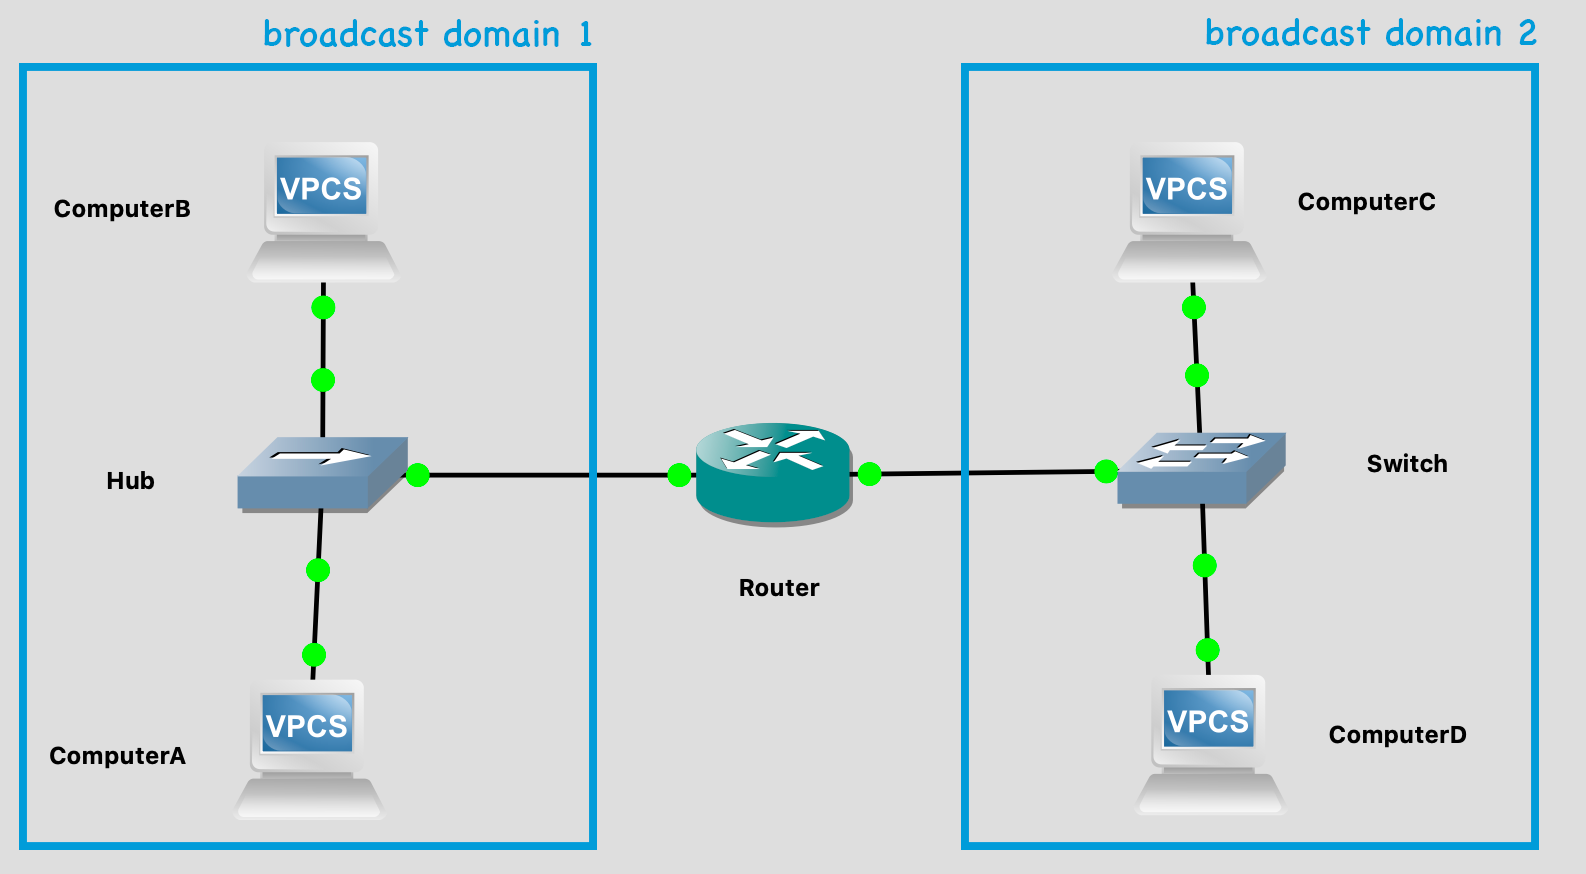 broadcast domain 1
broadcast domain 2
VPCS
ComputerB
VPCS
ComputerC
Hub
Switch
Router
VPCS
ComputerA
VPCS
ComputerD